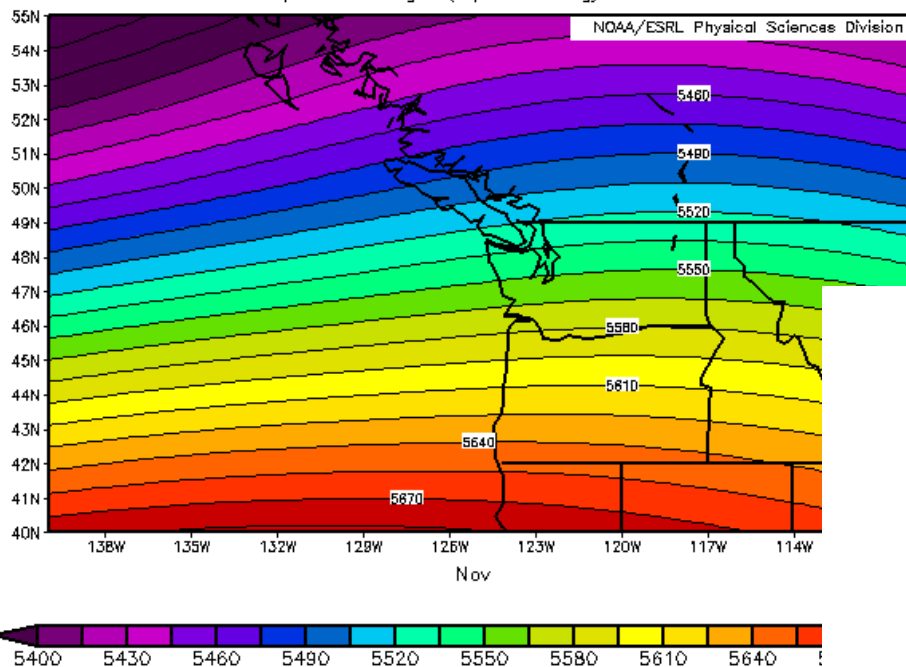 NOAA/ESRL Physical Sciences Division
55N
54N
53N
52N
51N
50N
49N
48N
47N
46N
45N
44N
43N
42N
41N
40N
5460
5490
5520
5550
5580
5610
5640
5670
138W 135W 132W 129W 126W 123W 120W 117W 114W
Nov
5400 5430 5460 5490 5520 5550 5580 5610 5640